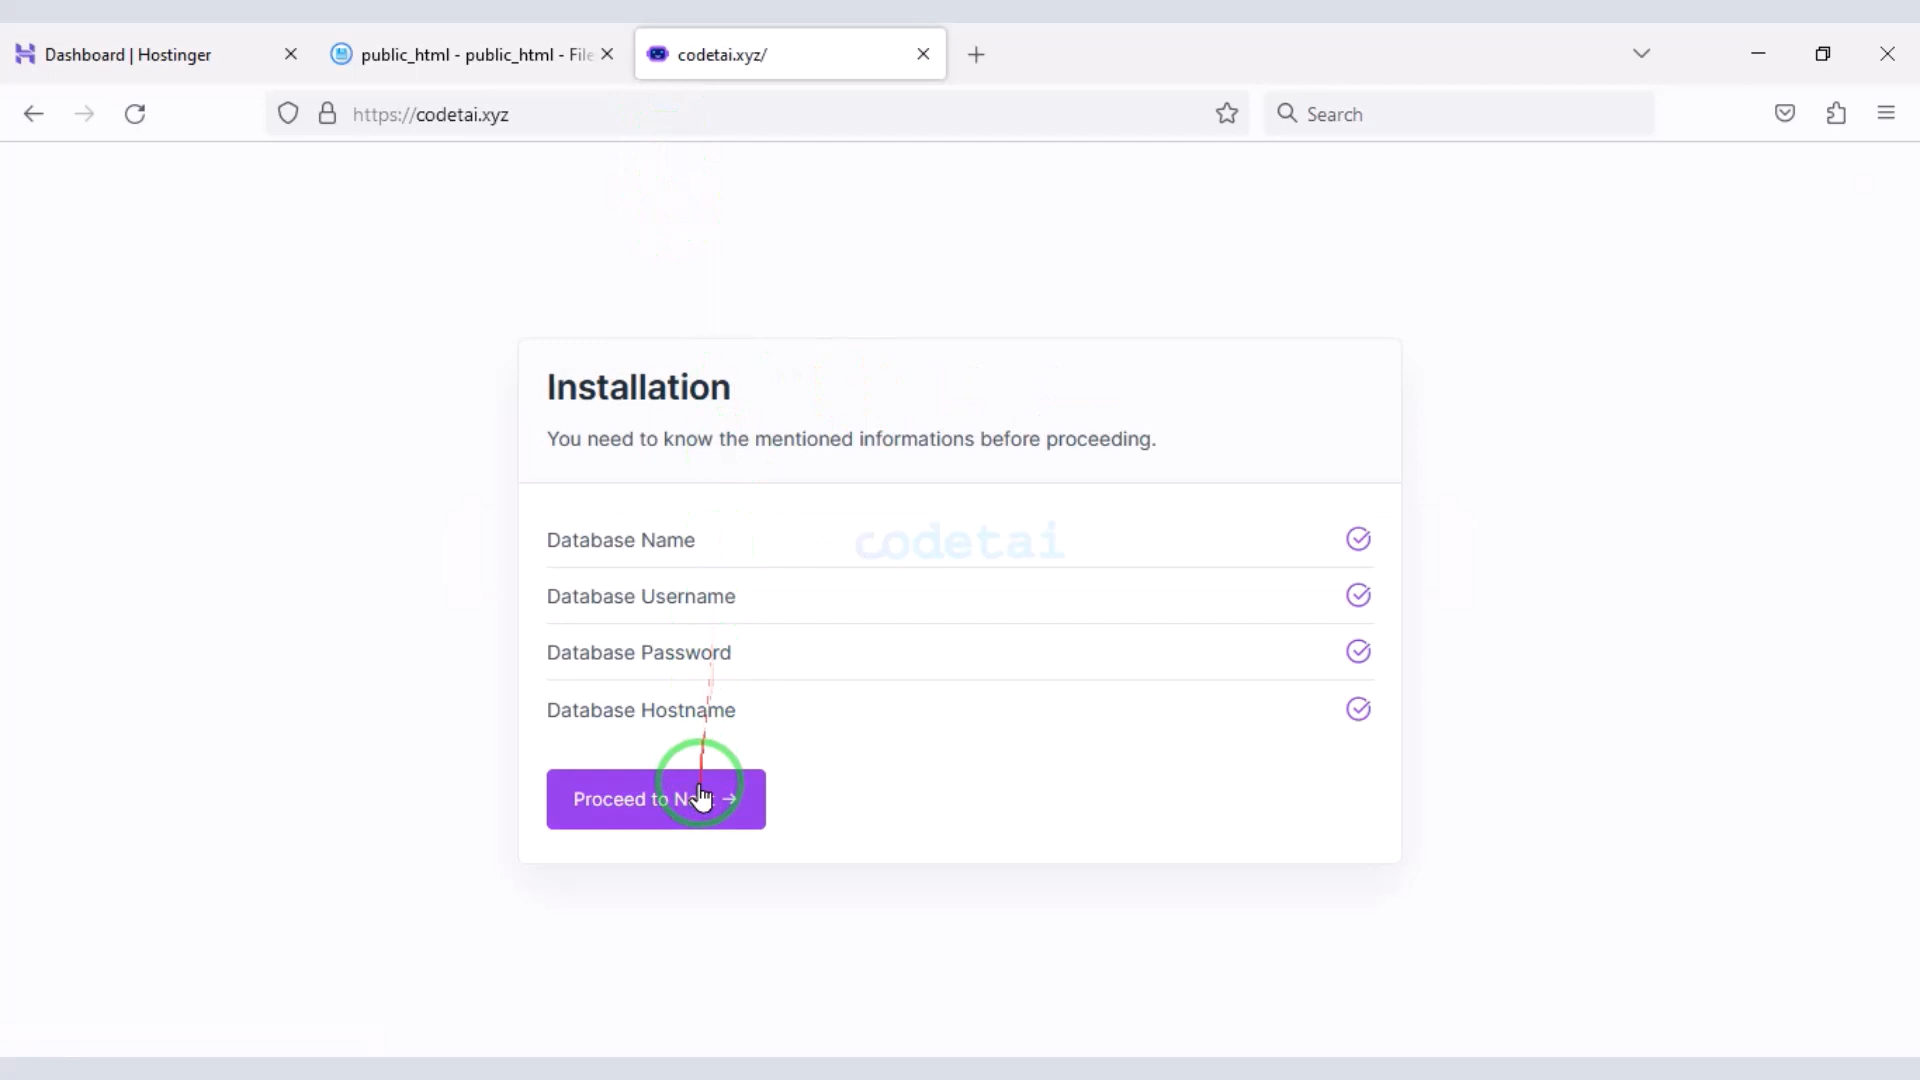 Dashboard | Hostinger
public_html - public_html - File
codetai.xyz/
https://codetai.xyz
Search
Installation
You need to know the mentioned informations before proceeding.
Database Name
codetai
Database Username
Database Password
Database Hostname
Proceed to